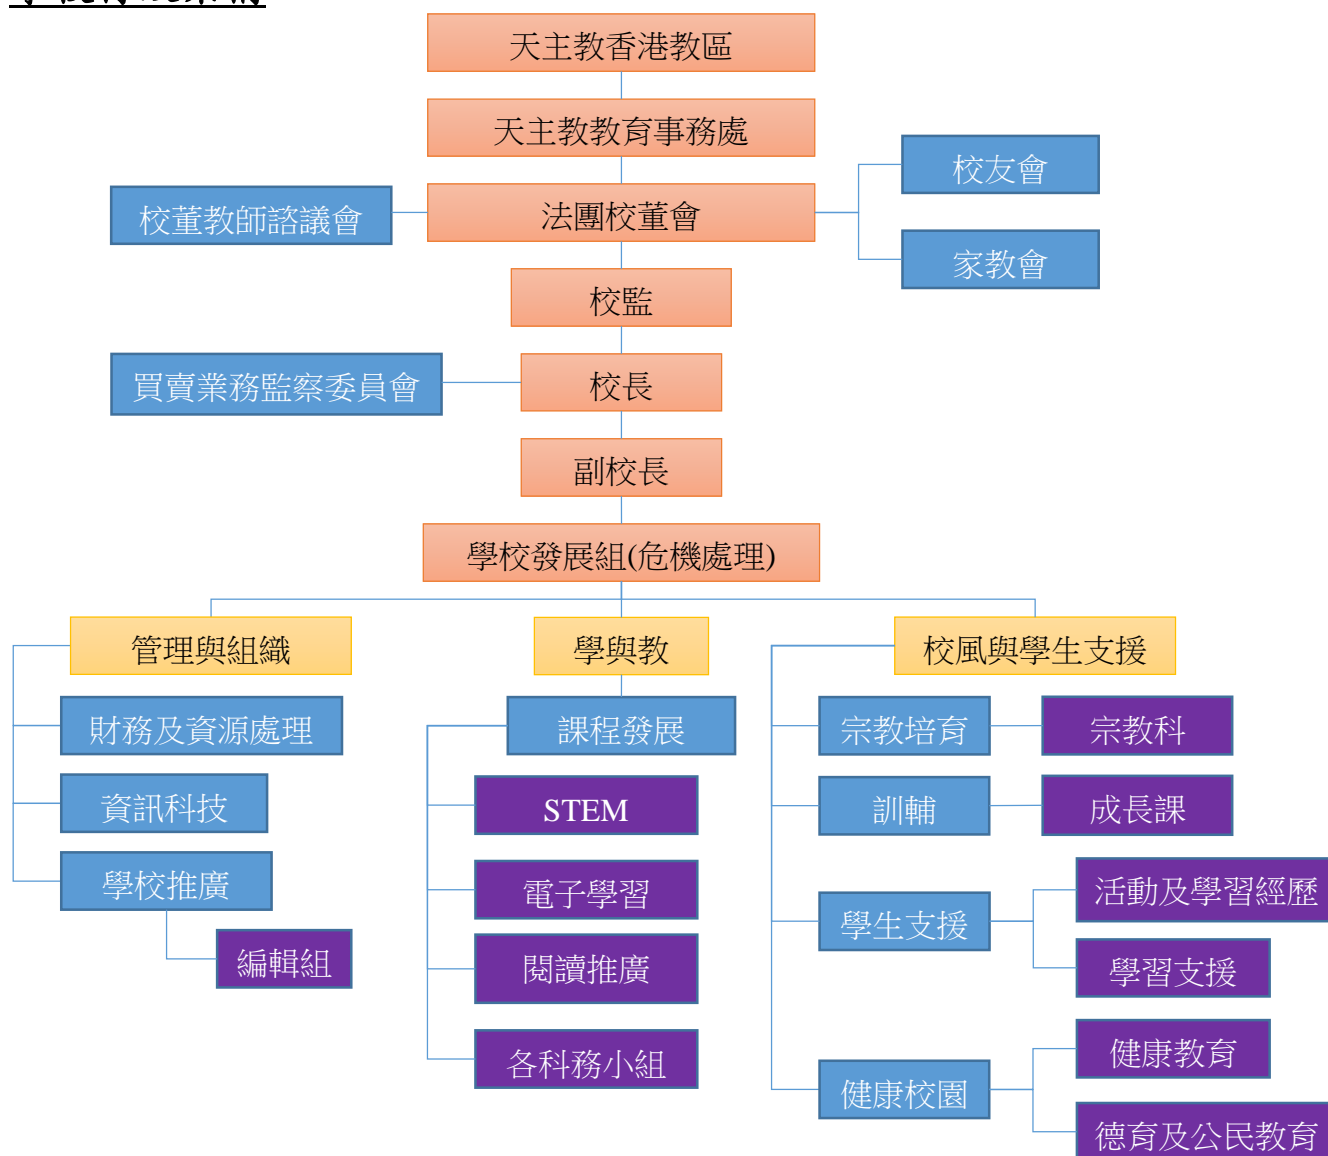 天主教香港教區
天主教教育事務處
校友會
校董教師諮議會
法團校董會
家教會
校監
買賣業務監察委員會
校長
副校長
學校發展組(危機處理)
管理與組織
學與教
校風與學生支援
財務及資源處理
課程發展
宗教培育
宗教科
資訊科技
STEM
訓輔
成長課
學校推廣
電子學習
學生支援
活動及學習經歷
編輯組
閱讀推廣
學習支援
各科務小組
健康校園
健康教育
德育及公民教育